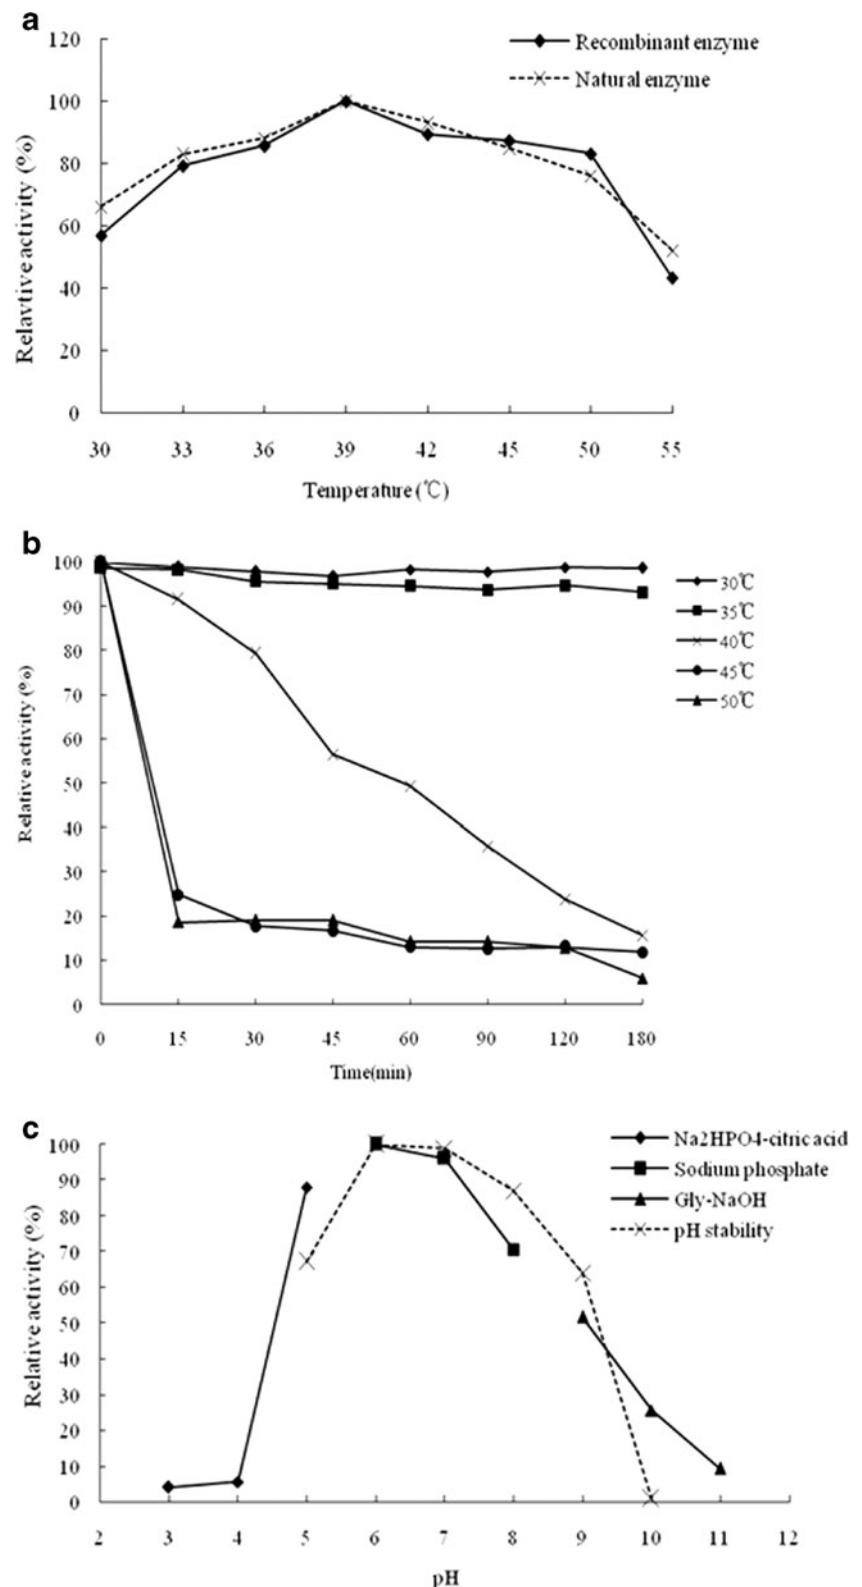 a
Recombinant enzyme
Natural enzyme
120
100
80
60
40
20
0
Relavtive activity (%)
30 33 36 39 42 45 50 55
Temperature (℃)
b
30℃
35℃
40℃
45℃
50℃
100
90
80
70
60
50
40
30
20
10
0
Relative activity (%)
0 15 30 45 60 90 120 180
Time(min)
c
Na2HPO4-citric acid
Sodium phosphate
Gly-NaOH
pH stability
100
90
80
70
60
50
40
30
20
10
0
Relative activity (%)
2 3 4 5 6 7 8 9 10 11 12
pH